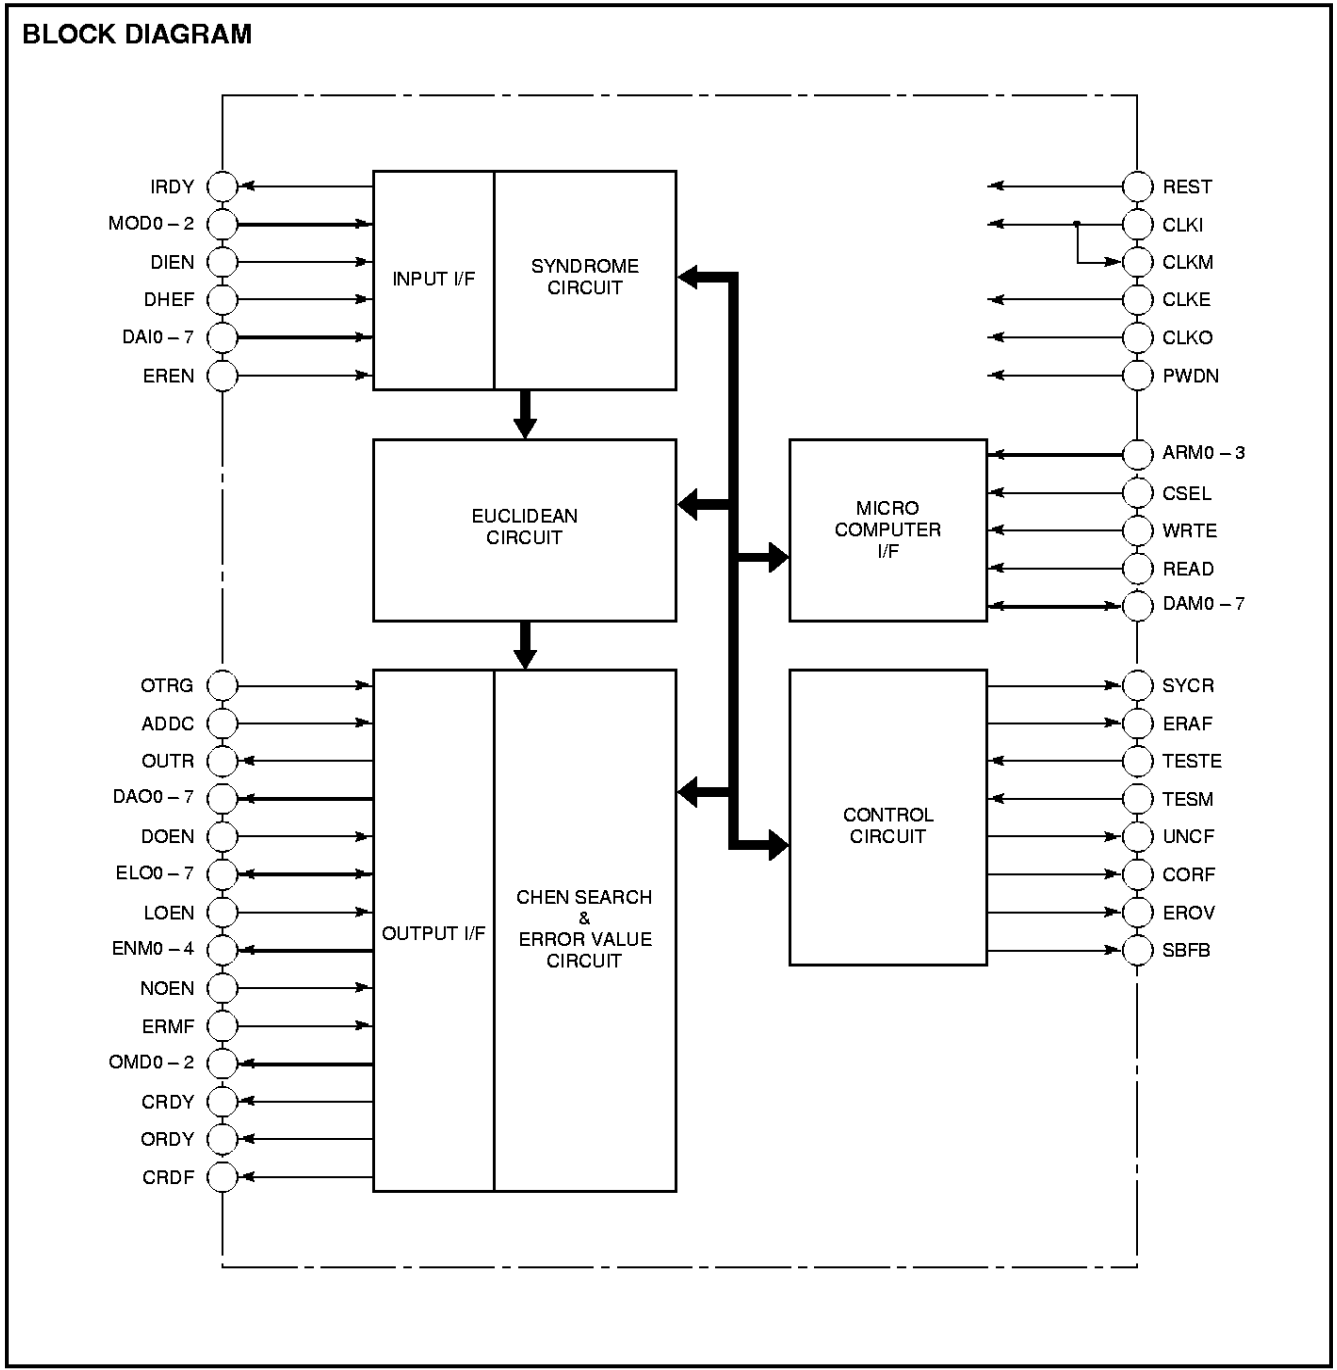 BLOCK DIAGRAM
IRDY
MOD0 – 2
DIEN
DHEF
DAI0 – 7
EREN
INPUT I/F
SYNDROME
CIRCUIT
REST
CLKI
CLKM
CLKE
CLKO
PWDN
EUCLIDEAN
CIRCUIT
MICRO
COMPUTER
I/F
ARM0 – 3
CSEL
WRTE
READ
DAM0 – 7
OTRG
ADDC
OUTR
DAO0 – 7
DOEN
ELO0 – 7
LOEN
ENM0 – 4
NOEN
ERMF
OMD0 – 2
CRDY
ORDY
CRDF
OUTPUT I/F
CHEN SEARCH
&
ERROR VALUE
CIRCUIT
CONTROL
CIRCUIT
SYCR
ERAF
TESTE
TESM
UNCF
CORF
EROV
SBFB